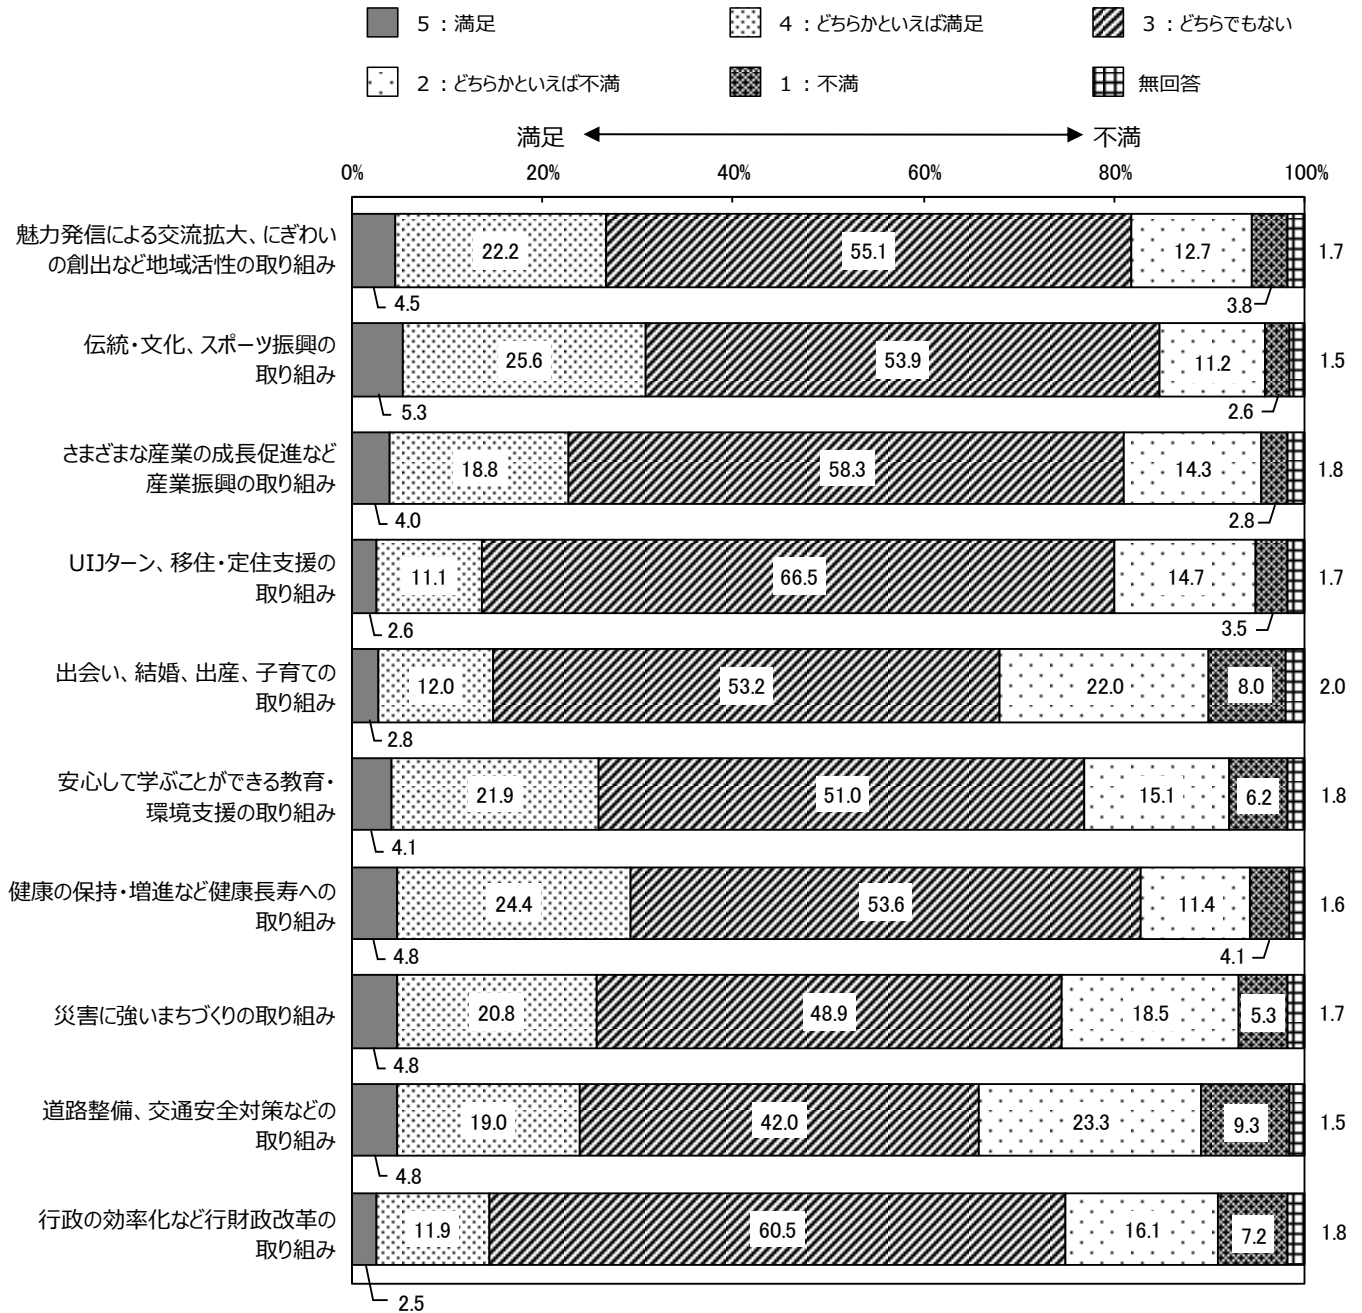 5：満足
4：どちらかといえば満足
3：どちらでもない
2：どちらかといえば不満
1：不満
無回答
満足
不満
0%
20%
40%
60%
80%
100%
魅力発信による交流拡大、にぎわい
の創出など地域活性の取り組み
22.2
55.1
12.7
1.7
4.5
3.8
伝統・文化、スポーツ振興の
取り組み
25.6
53.9
11.2
1.5
5.3
2.6
さまざまな産業の成長促進など
産業振興の取り組み
18.8
58.3
14.3
1.8
4.0
2.8
UIJターン、移住・定住支援の
取り組み
11.1
66.5
14.7
1.7
2.6
3.5
出会い、結婚、出産、子育ての
取り組み
12.0
53.2
22.0
8.0
2.0
2.8
安心して学ぶことができる教育・
環境支援の取り組み
21.9
51.0
15.1
6.2
1.8
4.1
健康の保持・増進など健康長寿への
取り組み
24.4
53.6
11.4
1.6
4.8
4.1
災害に強いまちづくりの取り組み
20.8
48.9
18.5
5.3
1.7
4.8
道路整備、交通安全対策などの
取り組み
19.0
42.0
23.3
9.3
1.5
4.8
行政の効率化など行財政改革の
取り組み
11.9
60.5
16.1
7.2
1.8
2.5